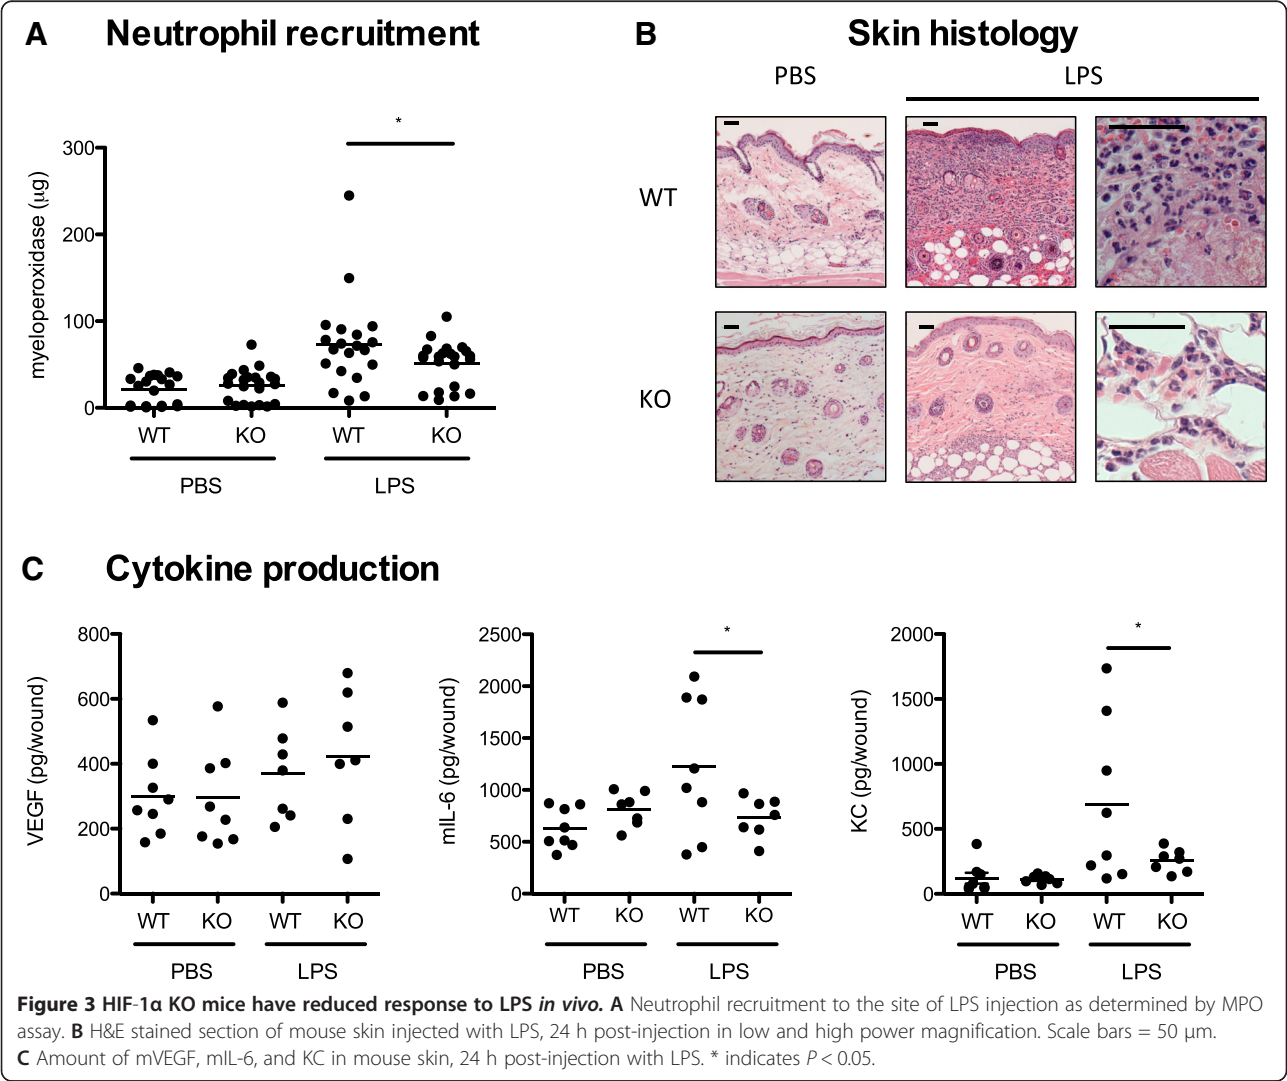 A Neutrophil recruitment
myeloperoxidase (µg)
300
200
100
0
*
WT KO WT KO
PBS LPS
B Skin histology
PBS LPS
WT
KO
C Cytokine production
VEGF (pg/wound)
800
600
400
200
0
WT KO WT KO
PBS LPS
mIL-6 (pg/wound)
2500
2000
1500
1000
500
0
*
WT KO WT KO
PBS LPS
KC (pg/wound)
2000
1500
1000
500
0
*
WT KO WT KO
PBS LPS
Figure 3 HIF-1α KO mice have reduced response to LPS in vivo. A Neutrophil recruitment to the site of LPS injection as determined by MPO
assay. B H&E stained section of mouse skin injected with LPS, 24 h post-injection in low and high power magnification. Scale bars = 50 µm.
C Amount of mVEGF, mIL-6, and KC in mouse skin, 24 h post-injection with LPS. * indicates P < 0.05.